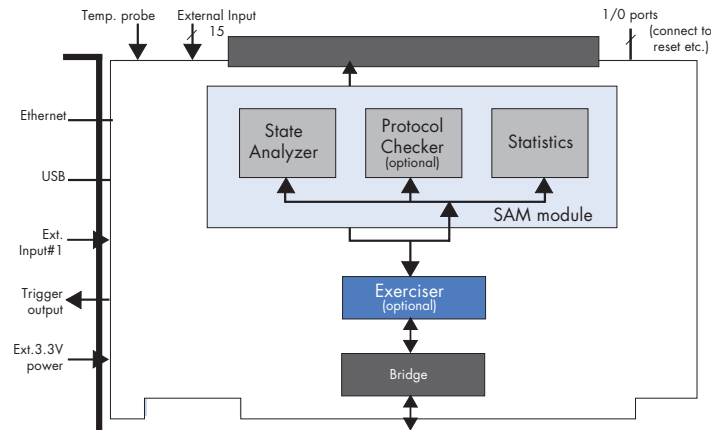 Temp. probe
External Input
15
1/0 ports
(connect to
reset etc.)
Ethernet
USB
Ext.
Input#1
Trigger
output
Ext.3.3V
power
State
Analyzer
Protocol
Checker
(optional)
Statistics
SAM module
Exerciser
(optional)
Bridge